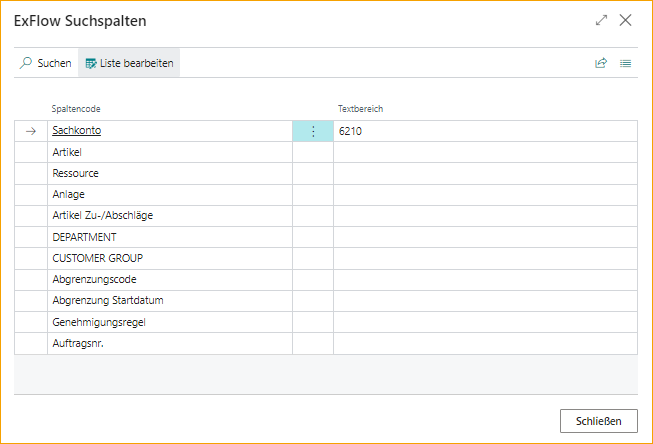 ExFlow Suchspalten
Suchen Liste bearbeiten
Spaltencode Textbereich
Sachkonto 6210
Artikel
Ressource
Anlage
Artikel Zu-/Abschläge
DEPARTMENT
CUSTOMER GROUP
Abgrenzungscode
Abgrenzung Startdatum
Genehmigungsregel
Auftragsnr.
Schließen